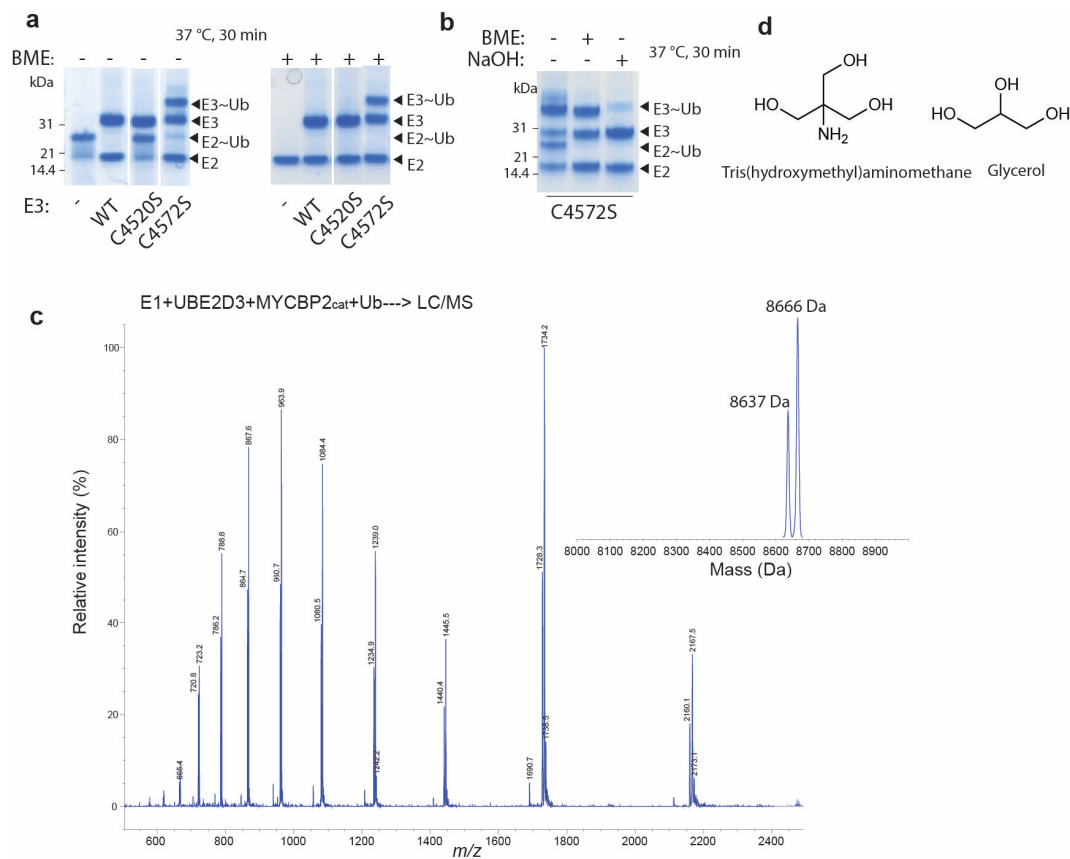 a
37 °C, 30 min
BME: - - - - + + + +
kDa
31
21
14.4
E3~Ub
E3
E2~Ub
E2
E3~Ub
E3
E2~Ub
E2
E3: - WT C4520S C4572S - WT C4520S C4572S
b
BME: - + -
NaOH: - - +
37 °C, 30 min
kDa
31
21
14.4
E3~Ub
E3
E2~Ub
E2
C4572S
d
OH
HO
OH
NH2
Tris(hydroxymethyl)aminomethane
OH
HO
OH
Glycerol
c
E1+UBE2D3+MYCBP2cat+Ub---> LC/MS
Relative intensity (%)
100
80
60
40
20
0
665.4
720.8
723.2
786.2
788.8
864.7
867.6
960.7
963.9
1080.5
1084.4
1234.9
1239.0
1242.2
1440.4
1445.5
1690.7
1728.3
1734.2
1738.5
2160.1
2167.5
2173.1
600 800 1000 1200 1400 1600 1800 2000 2200 2400
m/z
8666 Da
8637 Da
8000 8100 8200 8300 8400 8500 8600 8700 8800 8900
Mass (Da)